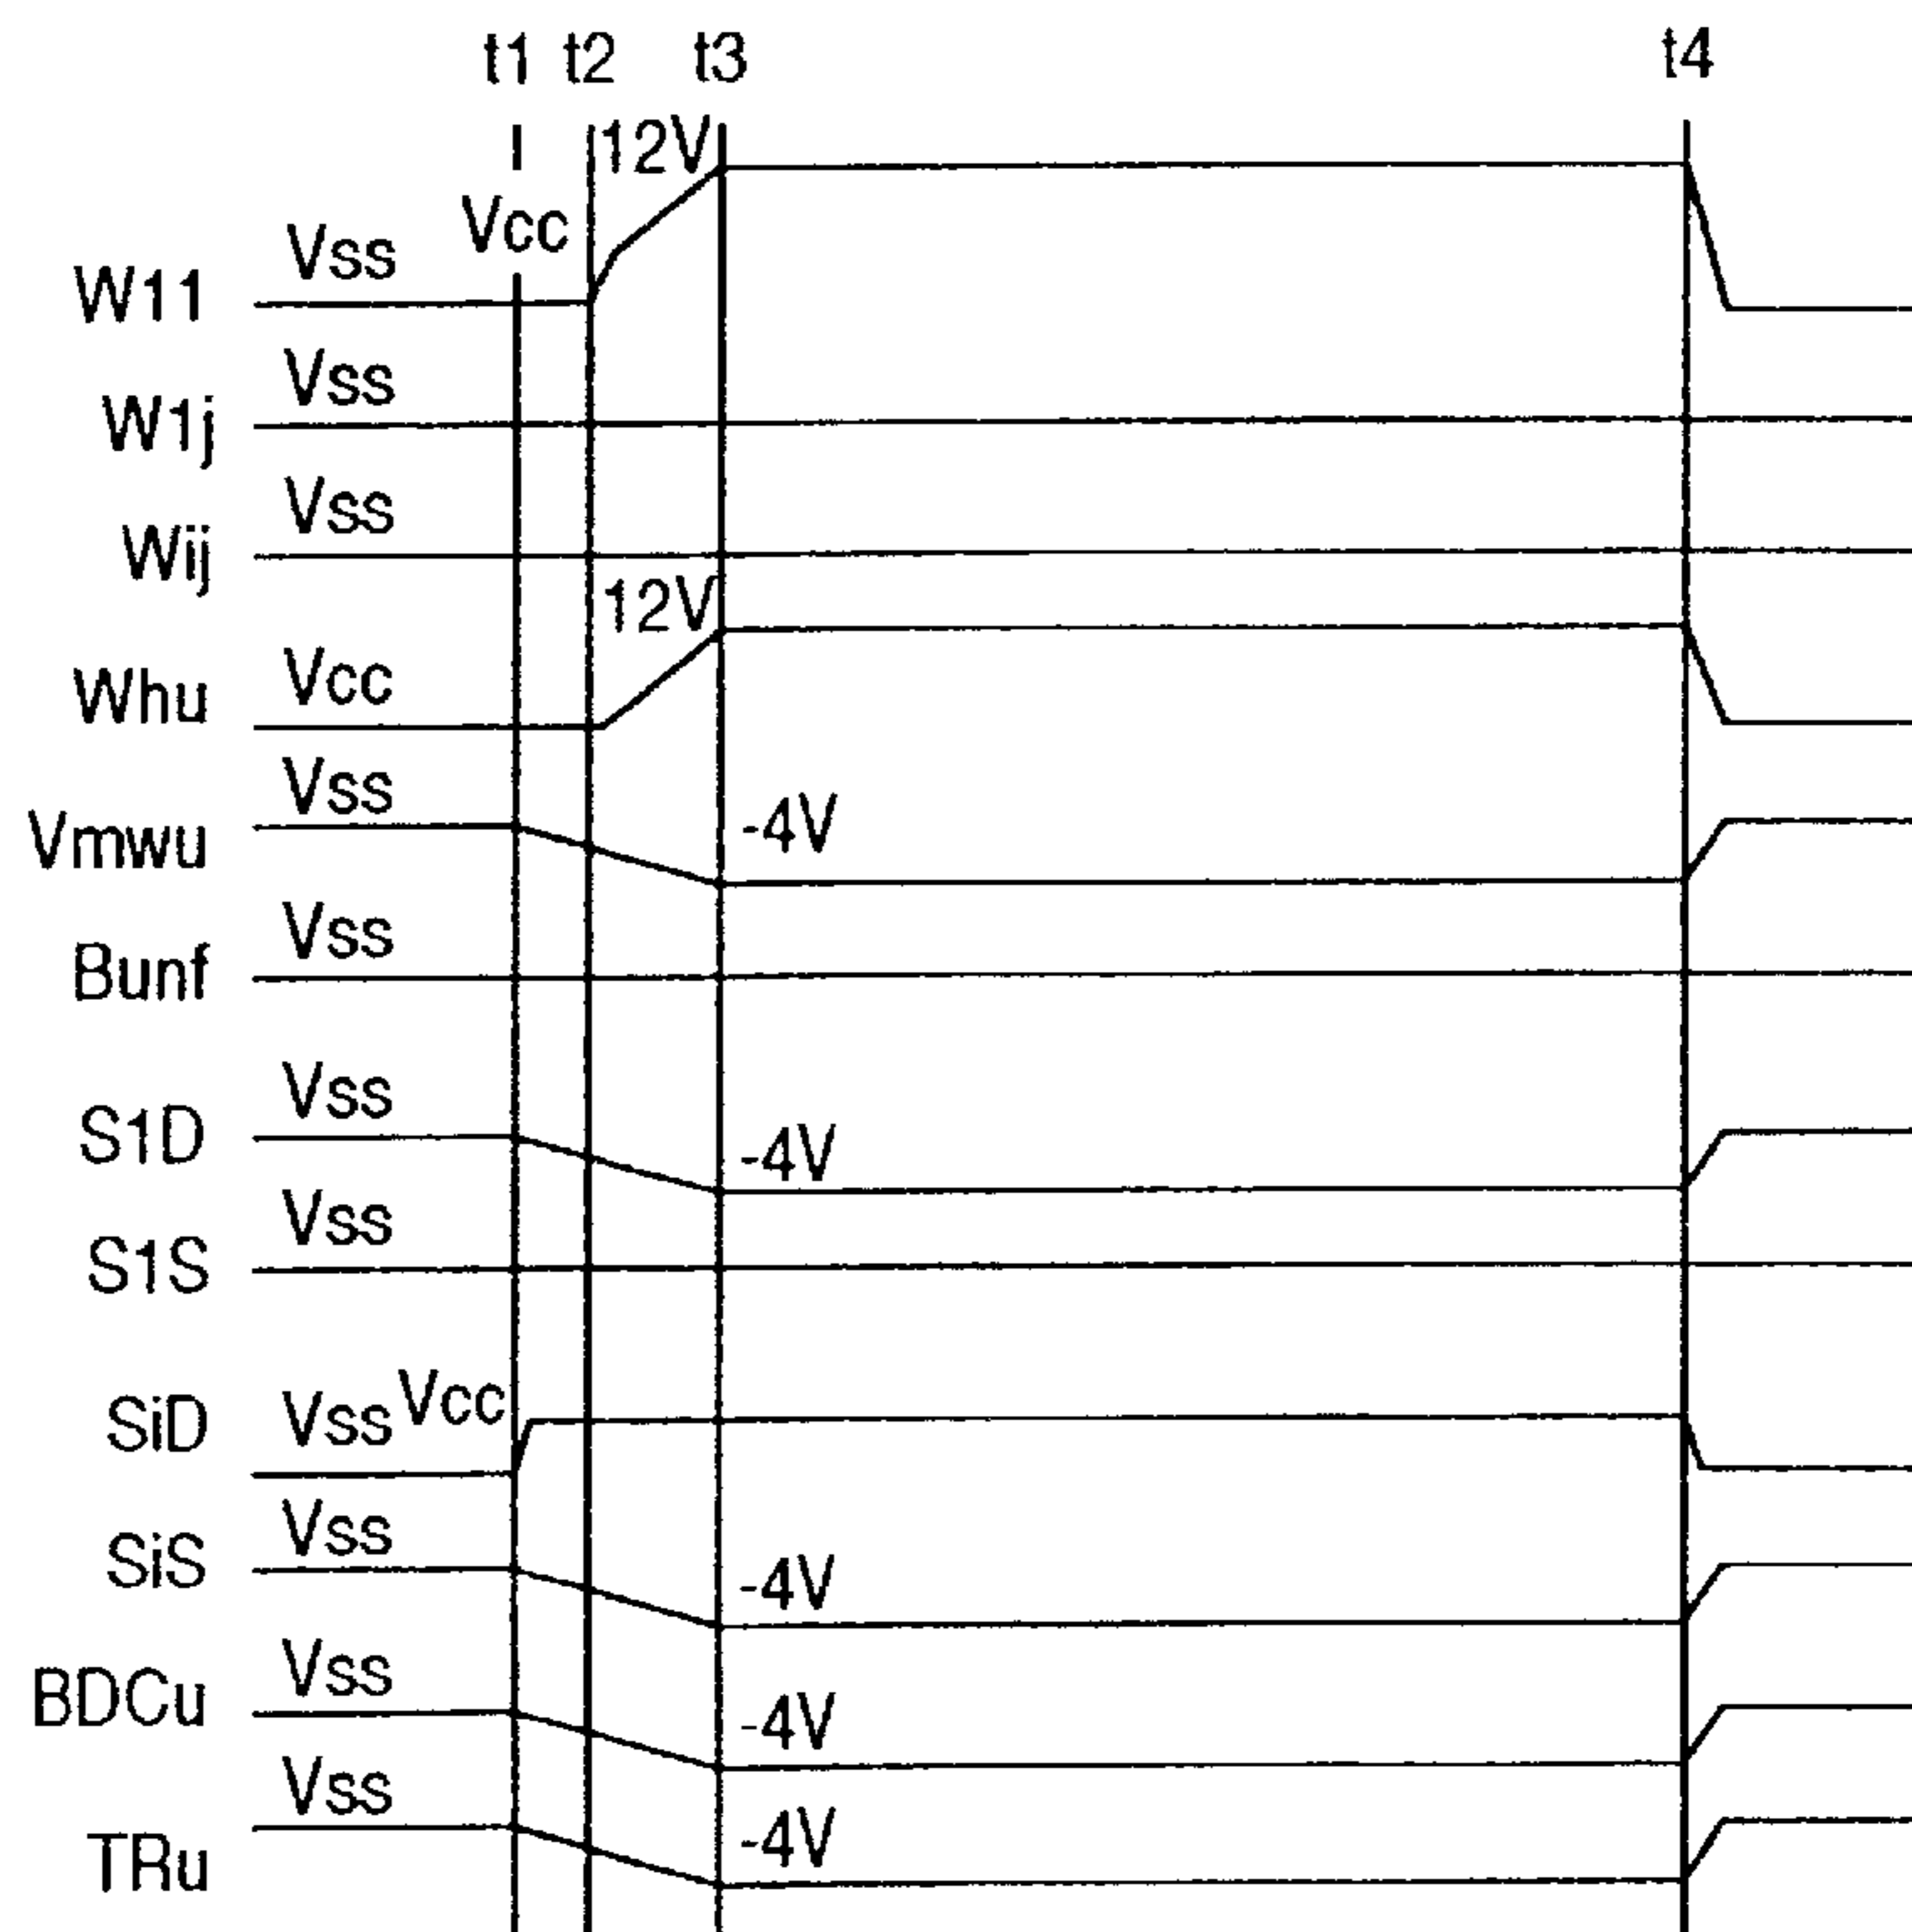 t1 t2 t3 t4
12V
Vcc
W11 Vss
W1j Vss
Wij Vss
12V
Whu Vcc
Vmwu Vss -4V
Bunf Vss
S1D Vss -4V
S1S Vss
SiD Vss Vcc
SiS Vss -4V
BDCu Vss -4V
TRu Vss -4V